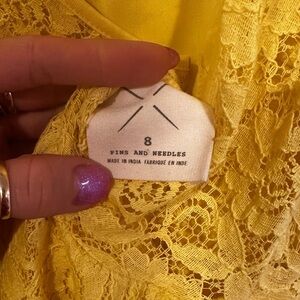 8
PINS AND NEEDLES
MADE IN INDIA FABRIQUÉ EN INDE